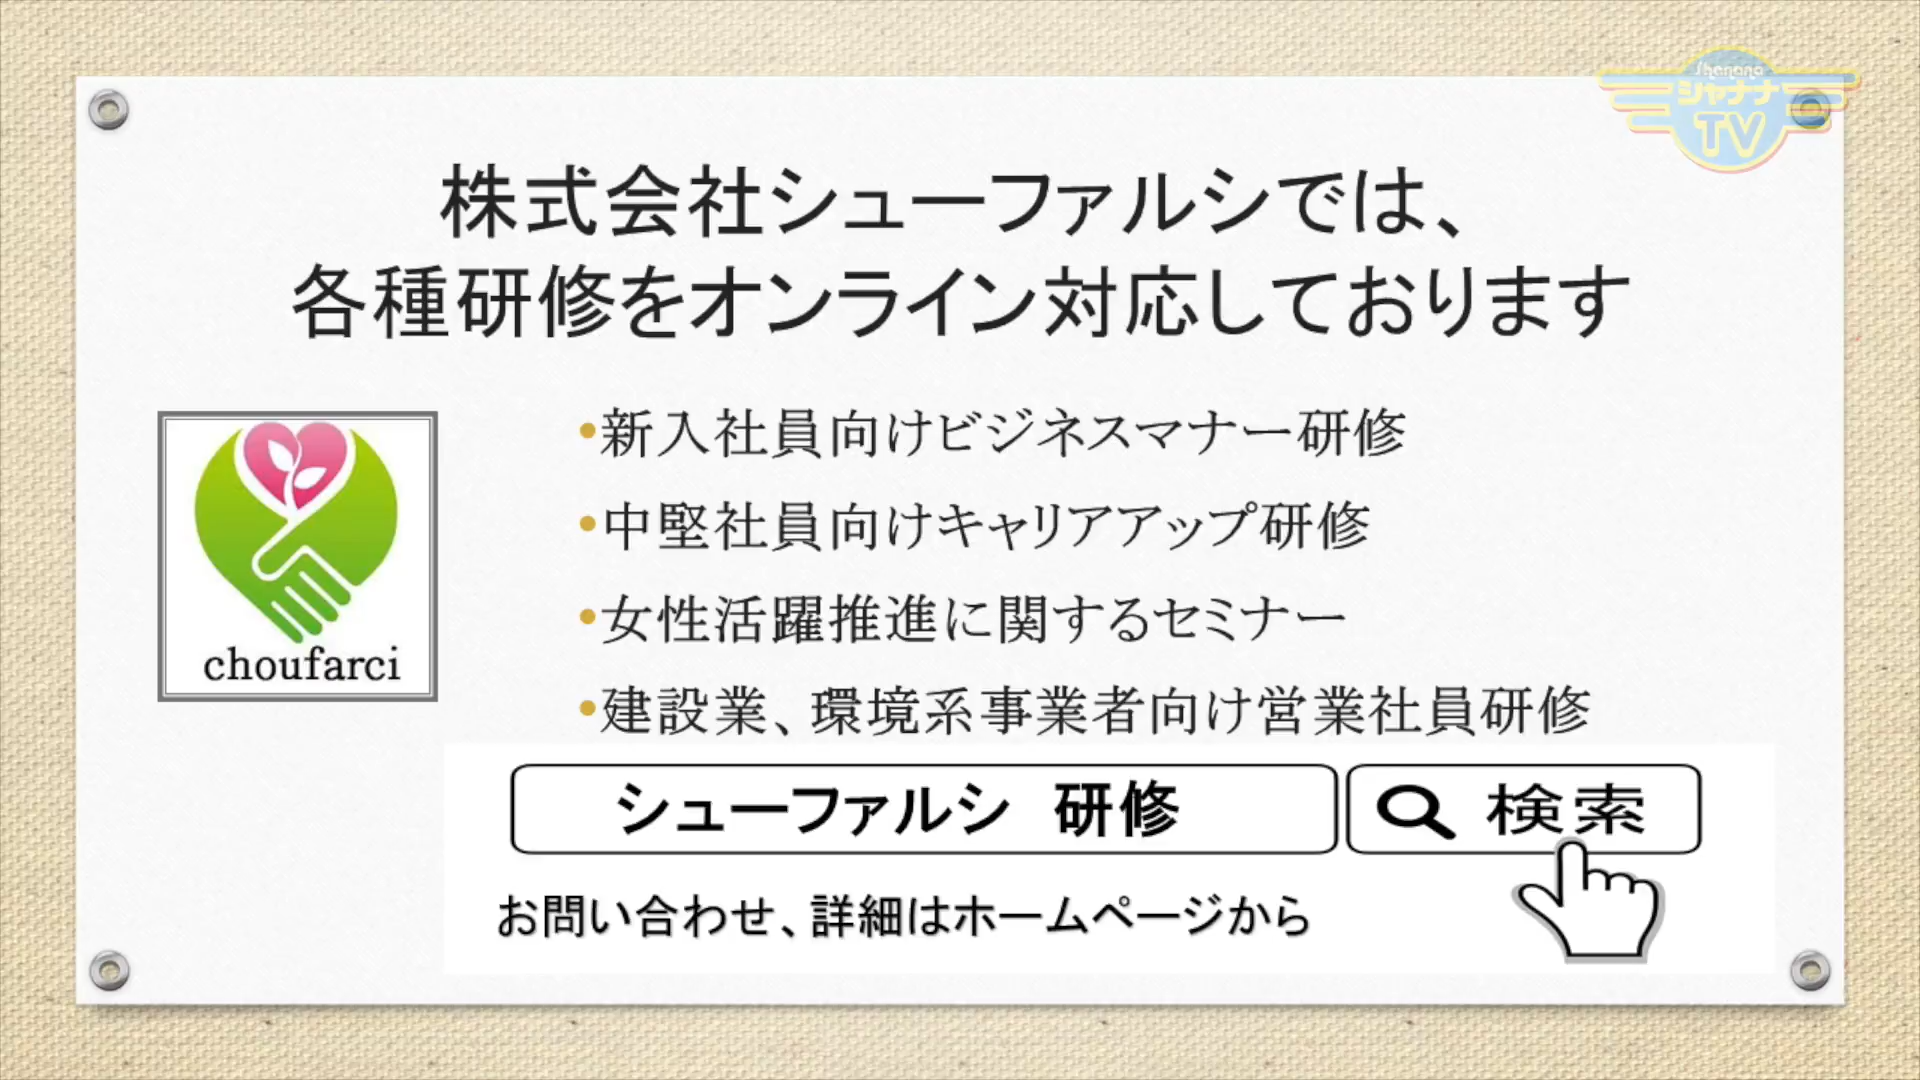 Shanana
シャナナ
TV
株式会社シューファルシでは、
各種研修をオンライン対応しております
•新入社員向けビジネスマナー研修
•中堅社員向けキャリアアップ研修
•女性活躍推進に関するセミナー
•建設業、環境系事業者向け営業社員研修
choufarci
シューファルシ 研修
検索
お問い合わせ、詳細はホームページから